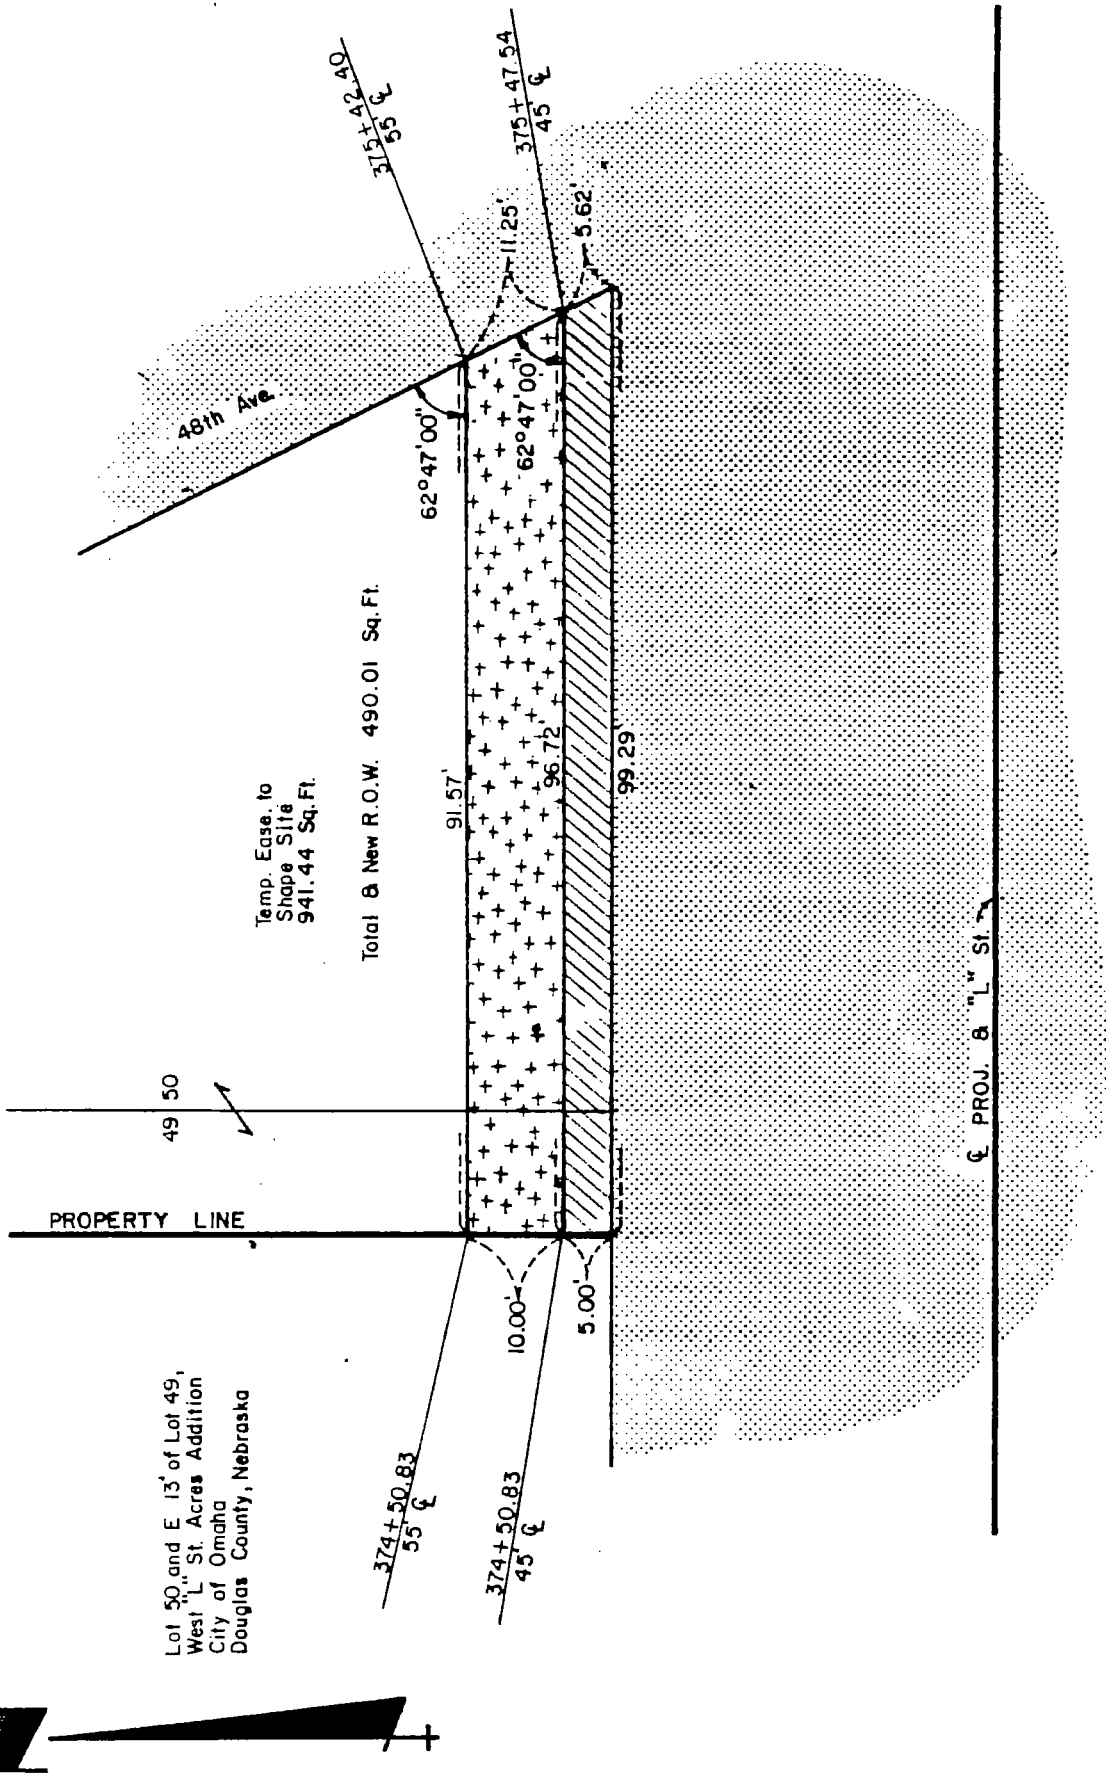 Lot 50 and E 13' of Lot 49,
West "L" St. Acres Addition
City of Omaha
Douglas County, Nebraska
PROPERTY LINE
49 50
Temp. Ease. to
Shape Site
941.44 Sq. Ft.
Total & New R.O.W. 490.01 Sq. Ft.
48th Ave.
375+42.40
55' ℄
375+47.54
45' ℄
374+50.83
55' ℄
374+50.83
45' ℄
62°47'00"
62°47'00"
11.25'
5.62'
10.00'
5.00'
91.57'
96.72'
99.29'
℄ PROJ. & "L" St.